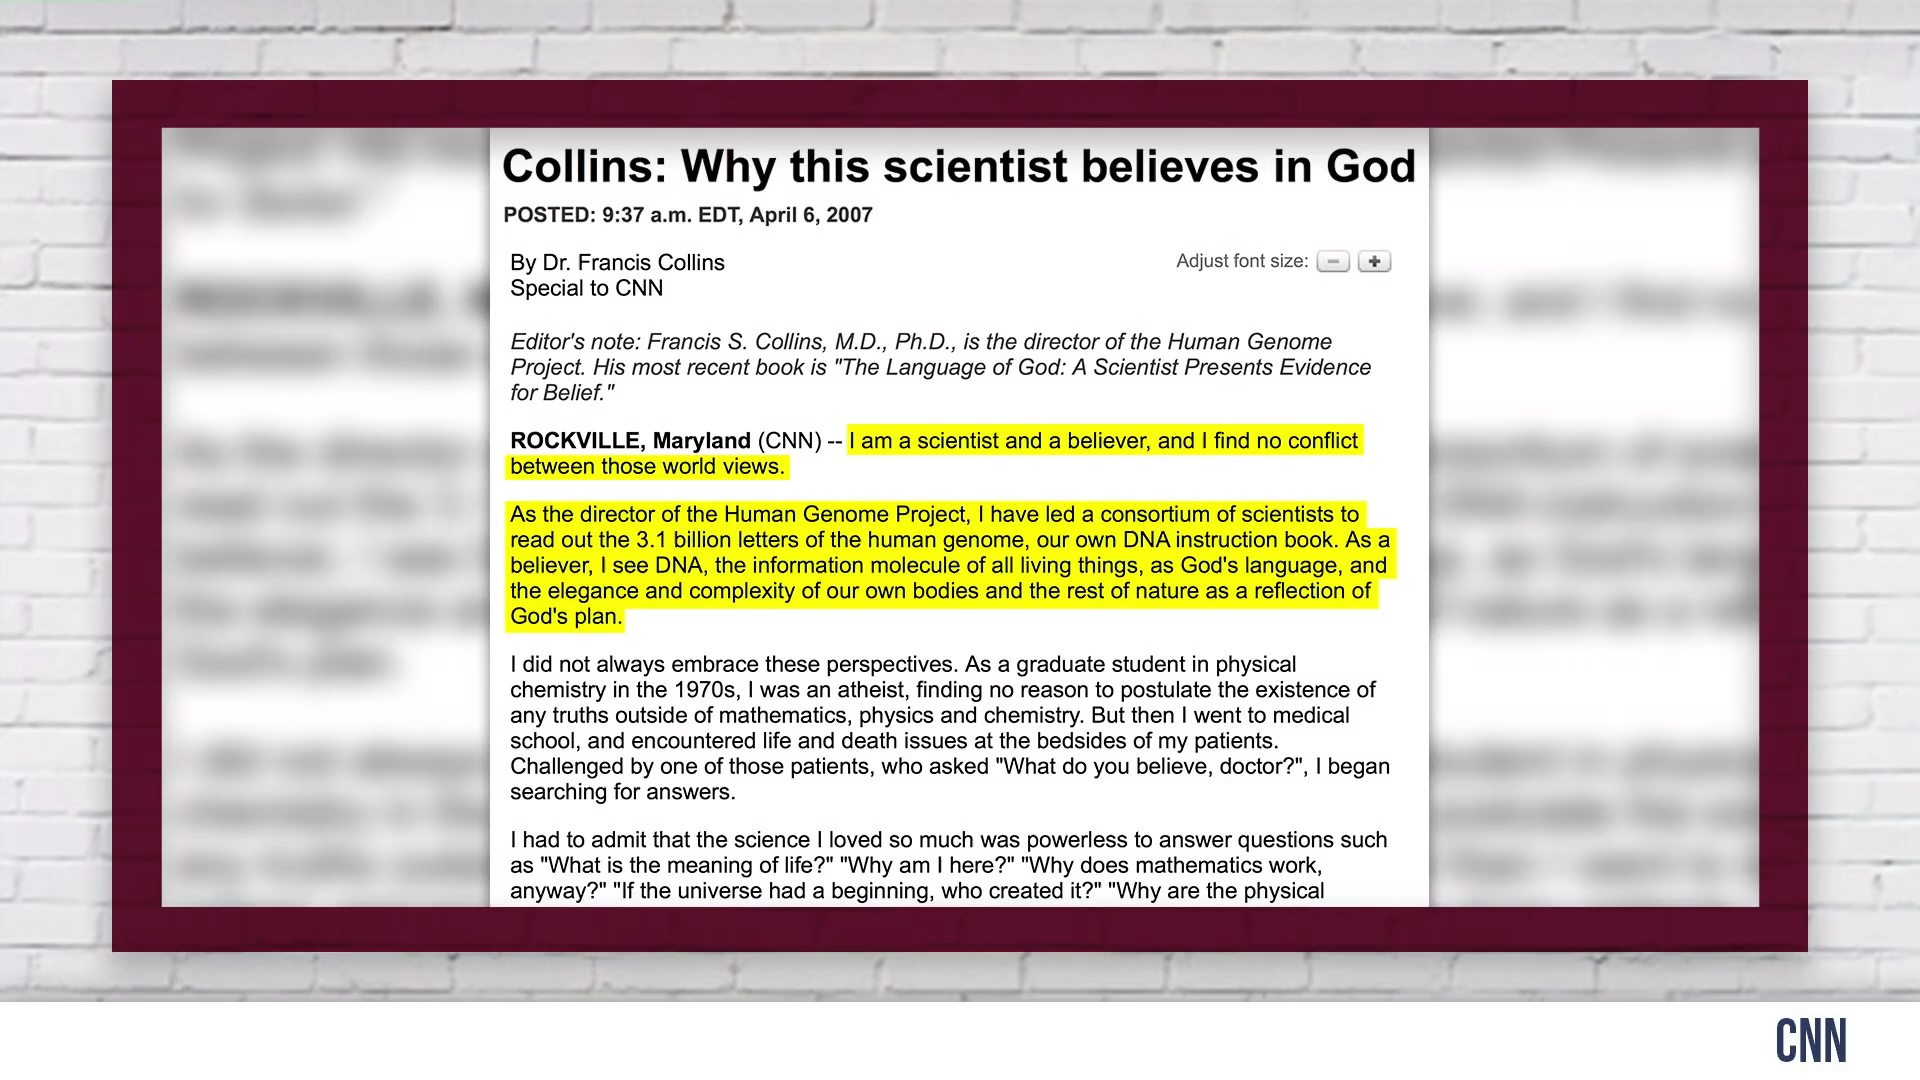 Collins: Why this scientist believes in God
POSTED: 9:37 a.m. EDT, April 6, 2007
By Dr. Francis Collins
Adjust font size:
Special to CNN
Editor's note: Francis S. Collins, M.D., Ph.D., is the director of the Human Genome
Project. His most recent book is "The Language of God: A Scientist Presents Evidence
for Belief."
ROCKVILLE, Maryland (CNN) -- I am a scientist and a believer, and I find no conflict
between those world views.
As the director of the Human Genome Project, I have led a consortium of scientists to
read out the 3.1 billion letters of the human genome, our own DNA instruction book. As a
believer, I see DNA, the information molecule of all living things, as God's language, and
the elegance and complexity of our own bodies and the rest of nature as a reflection of
God's plan.
I did not always embrace these perspectives. As a graduate student in physical
chemistry in the 1970s, I was an atheist, finding no reason to postulate the existence of
any truths outside of mathematics, physics and chemistry. But then I went to medical
school, and encountered life and death issues at the bedsides of my patients.
Challenged by one of those patients, who asked "What do you believe, doctor?", I began
searching for answers.
I had to admit that the science I loved so much was powerless to answer questions such
as "What is the meaning of life?" "Why am I here?" "Why does mathematics work,
anyway?" "If the universe had a beginning, who created it?" "Why are the physical
CNN